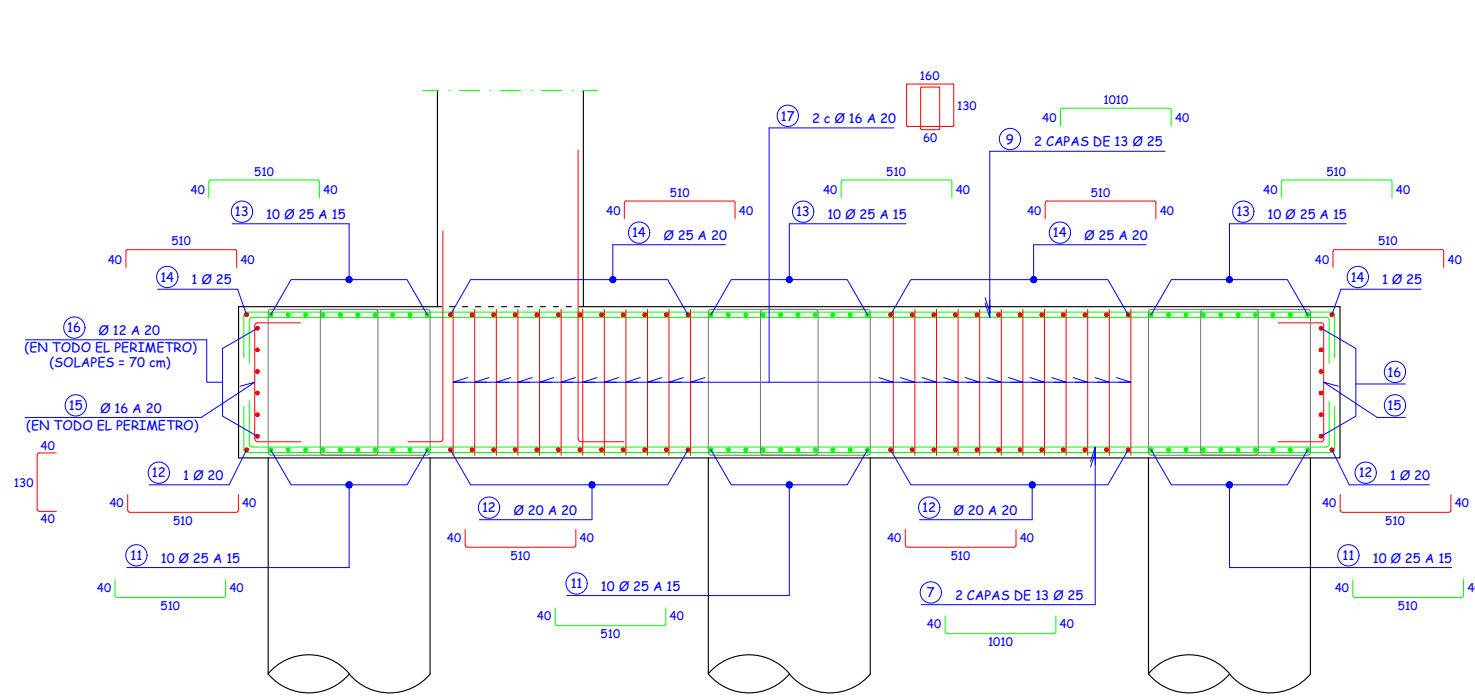 160
130
60
17 2 c Ø 16 A 20
1010
40 40
9 2 CAPAS DE 13 Ø 25
510
40 40
13 10 Ø 25 A 15
510
40 40
14 Ø 25 A 20
510
40 40
13 10 Ø 25 A 15
510
40 40
14 Ø 25 A 20
510
40 40
13 10 Ø 25 A 15
510
40 40
14 1 Ø 25
510
40 40
14 1 Ø 25
16 Ø 12 A 20
(EN TODO EL PERIMETRO)
(SOLAPES = 70 cm)
15 Ø 16 A 20
(EN TODO EL PERIMETRO)
16
15
40
130
40
12 1 Ø 20
40 40
510
12 Ø 20 A 20
40 40
510
12 Ø 20 A 20
40 40
510
12 1 Ø 20
40 40
510
11 10 Ø 25 A 15
40 40
510
11 10 Ø 25 A 15
40 40
510
7 2 CAPAS DE 13 Ø 25
40 40
1010
11 10 Ø 25 A 15
40 40
510